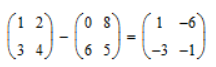 (1 2
3 4) − (0 8
6 5) = (1 −6
−3 −1)